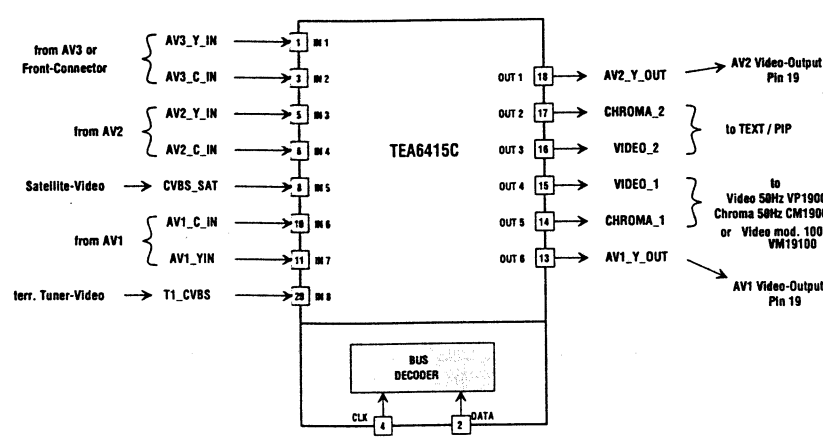 from AV3 or
Front-Connector
AV3_Y_IN
1
IN 1
AV3_C_IN
3
IN 2
from AV2
AV2_Y_IN
5
IN 3
AV2_C_IN
6
IN 4
Satellite-Video
CVBS_SAT
8
IN 5
from AV1
AV1_C_IN
10
IN 6
AV1_YIN
11
IN 7
terr. Tuner-Video
T1_CVBS
20
IN 8
TEA6415C
OUT 1
18
AV2_Y_OUT
AV2 Video-Output
Pin 19
OUT 2
17
CHROMA_2
OUT 3
16
VIDEO_2
to TEXT / PIP
OUT 4
15
VIDEO_1
OUT 5
14
CHROMA_1
to
Video 50Hz VP1900
Chroma 50Hz CM1900
or Video mod. 100
VM19100
OUT 6
13
AV1_Y_OUT
AV1 Video-Output
Pin 19
BUS
DECODER
CLK
4
2
DATA